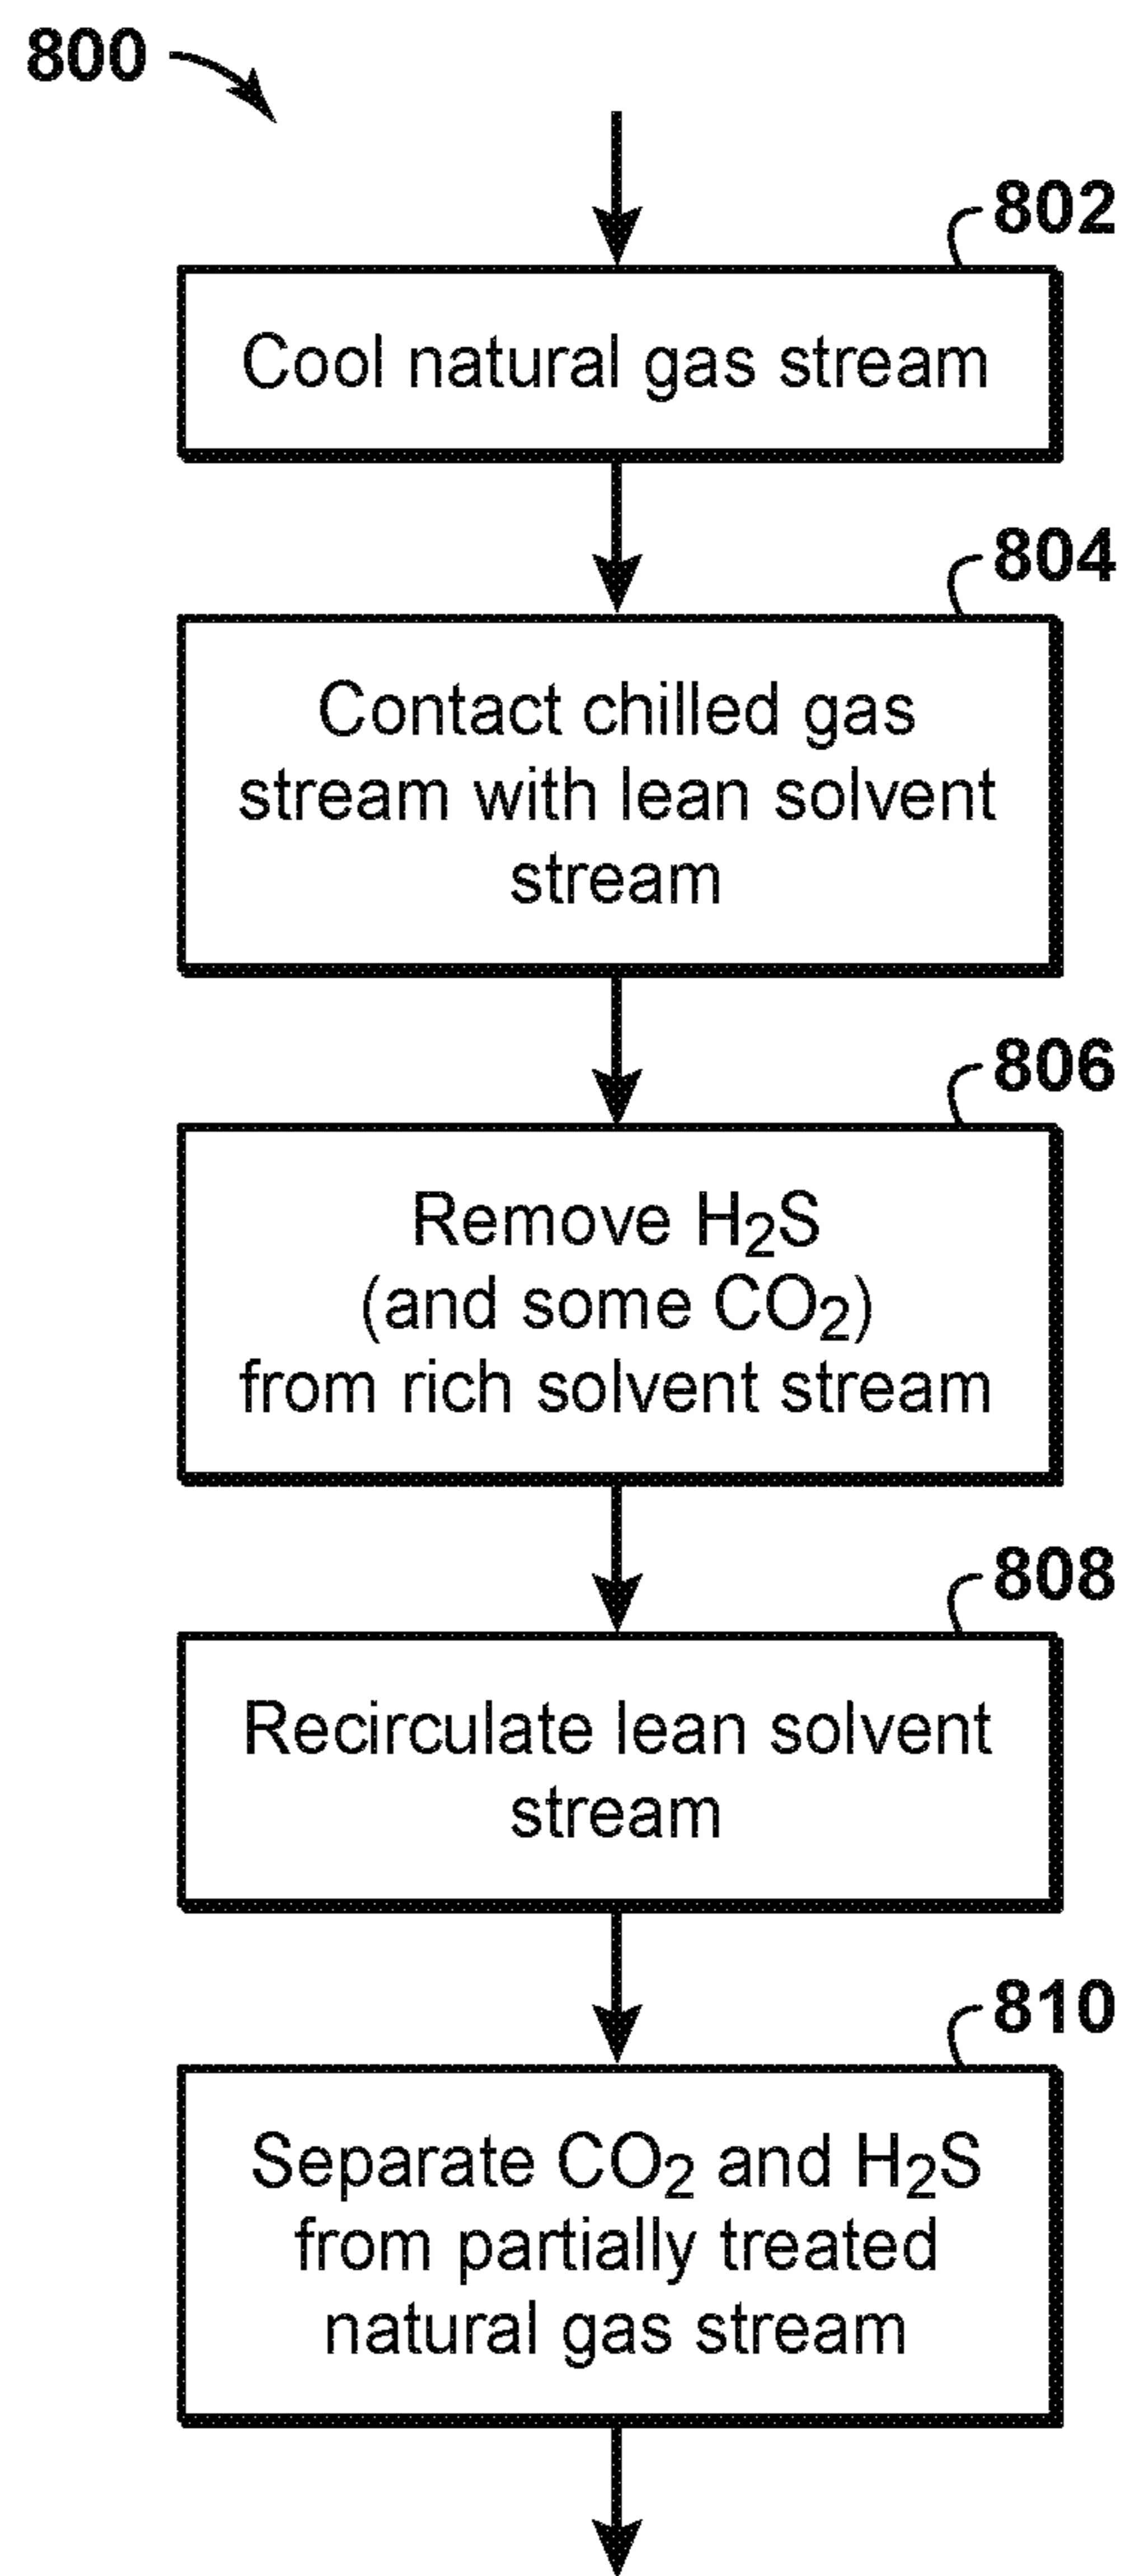 800
802
Cool natural gas stream
804
Contact chilled gas
stream with lean solvent
stream
806
Remove H₂S
(and some CO₂)
from rich solvent stream
808
Recirculate lean solvent
stream
810
Separate CO₂ and H₂S
from partially treated
natural gas stream